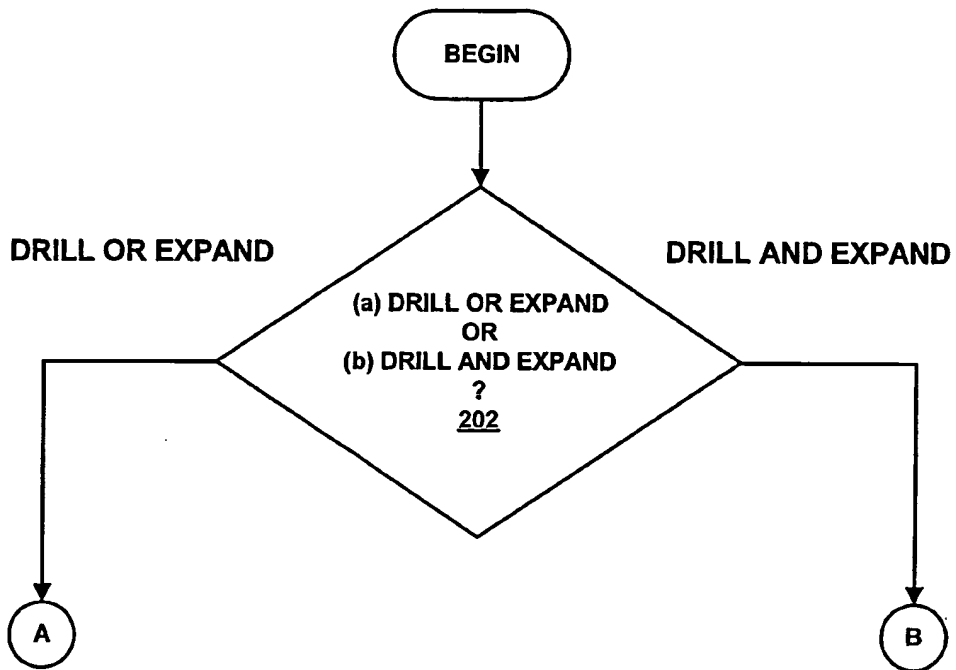 BEGIN
DRILL OR EXPAND
DRILL AND EXPAND
(a) DRILL OR EXPAND
OR
(b) DRILL AND EXPAND
?
202
A
B